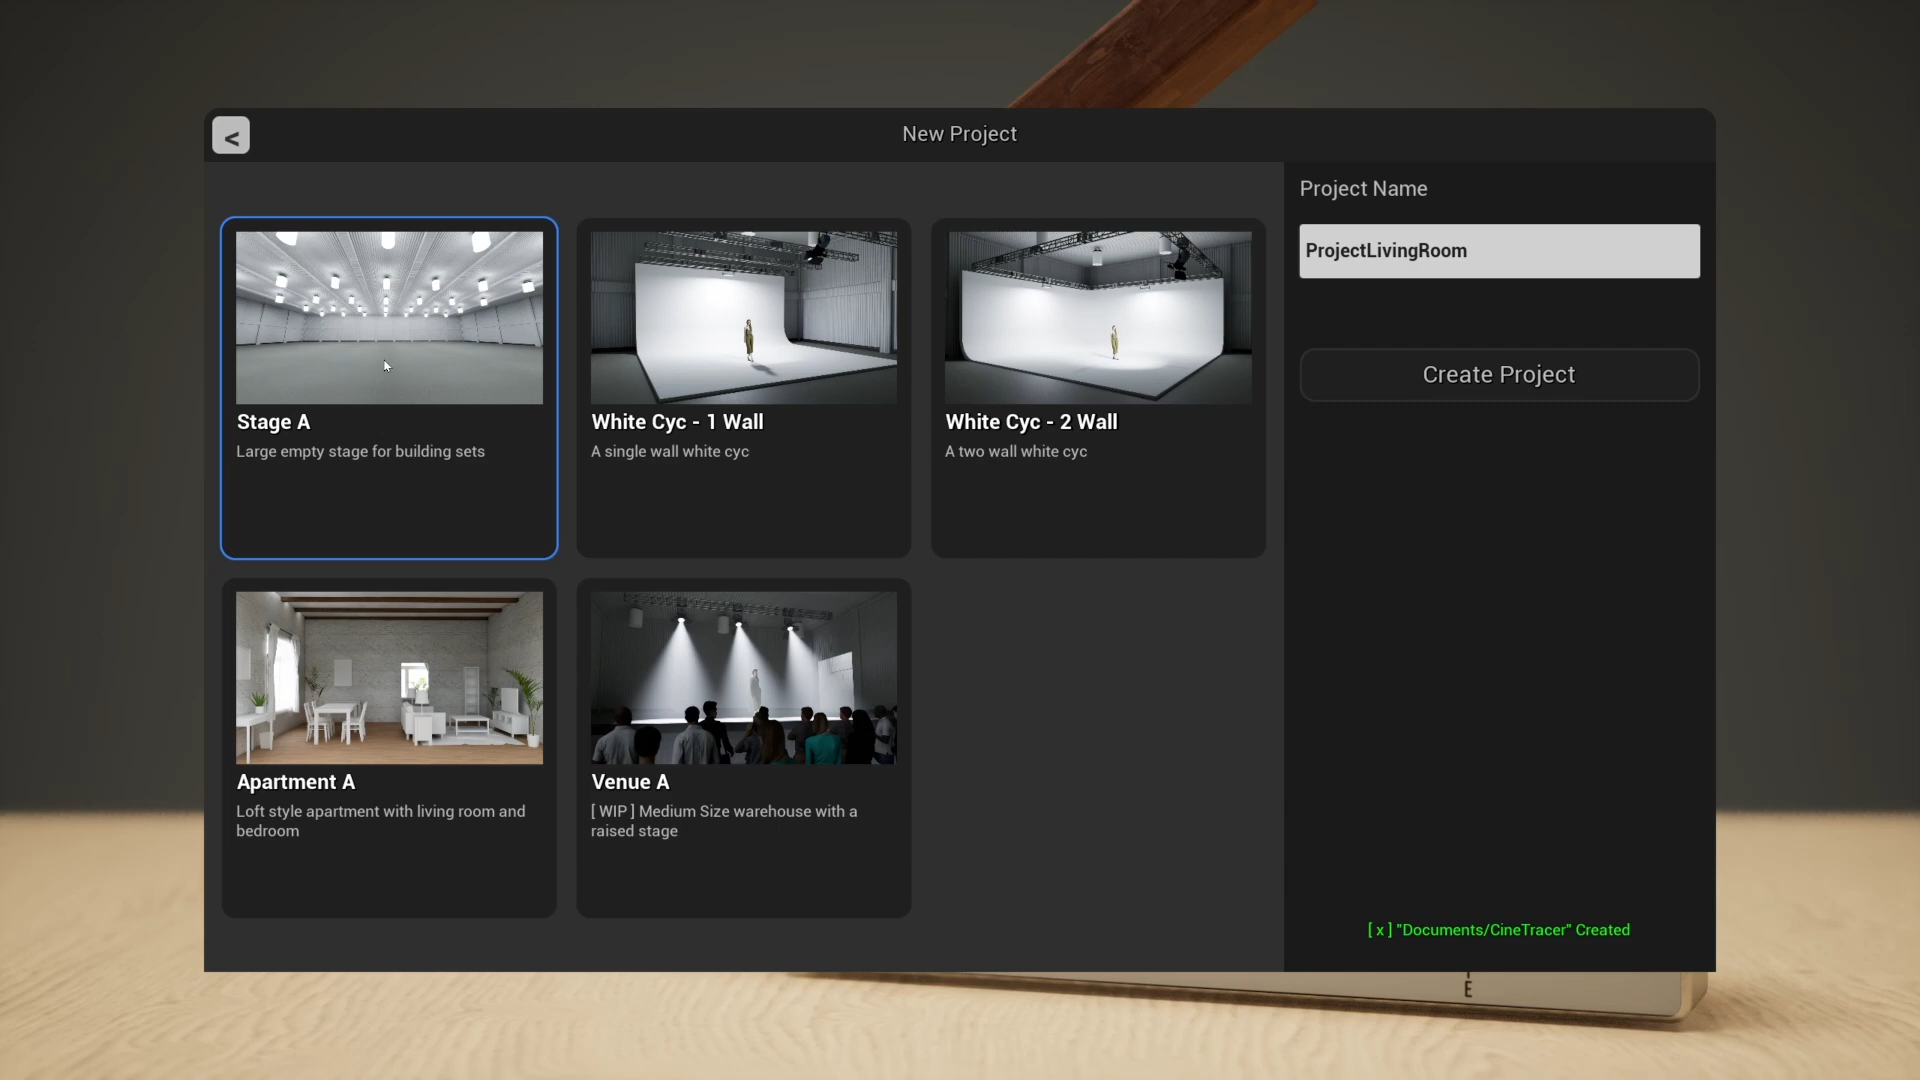 <
New Project
Project Name
ProjectLivingRoom
Create Project
Stage A
Large empty stage for building sets
White Cyc - 1 Wall
A single wall white cyc
White Cyc - 2 Wall
A two wall white cyc
Apartment A
Loft style apartment with living room and
bedroom
Venue A
[ WIP ] Medium Size warehouse with a
raised stage
[ x ] "Documents/CineTracer" Created
E